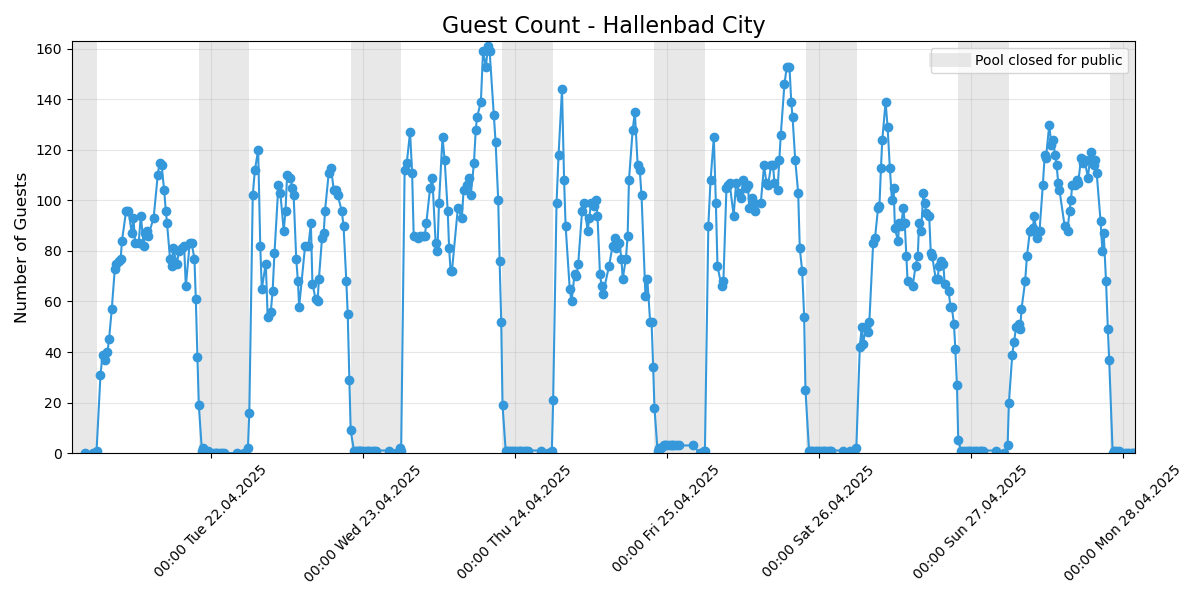 Guest Count - Hallenbad City
Pool closed for public
Number of Guests
160
140
120
100
80
60
40
20
0
00:00 Tue 22.04.2025
00:00 Wed 23.04.2025
00:00 Thu 24.04.2025
00:00 Fri 25.04.2025
00:00 Sat 26.04.2025
00:00 Sun 27.04.2025
00:00 Mon 28.04.2025